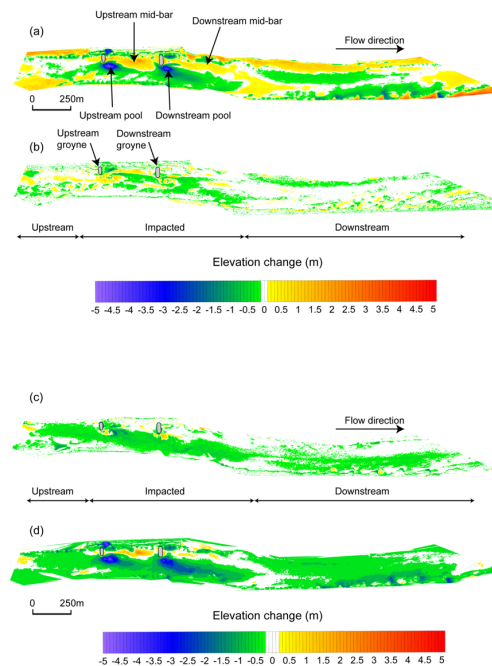 (a)
Upstream mid-bar
Downstream mid-bar
Flow direction
0 250m
Upstream pool
Downstream pool
(b)
Upstream
groyne
Downstream
groyne
Upstream Impacted Downstream
Elevation change (m)
-5 -4.5 -4 -3.5 -3 -2.5 -2 -1.5 -1 -0.5 0 0.5 1 1.5 2 2.5 3 3.5 4 4.5 5
(c)
Flow direction
Upstream Impacted Downstream
(d)
0 250m
Elevation change (m)
-5 -4.5 -4 -3.5 -3 -2.5 -2 -1.5 -1 -0.5 0 0.5 1 1.5 2 2.5 3 3.5 4 4.5 5